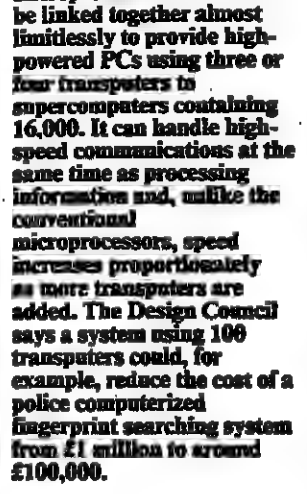 be linked together almost
limitlessly to provide high-
powered PCs using three or
four transputers to
supercomputers containing
16,000. It can handle high-
speed communications at the
same time as processing
information and, unlike the
conventional
microprocessors, speed
increases proportionately
as more transputers are
added. The Design Council
says a system using 100
transputers could, for
example, reduce the cost of a
police computerized
fingerprint searching system
from £1 million to around
£100,000.